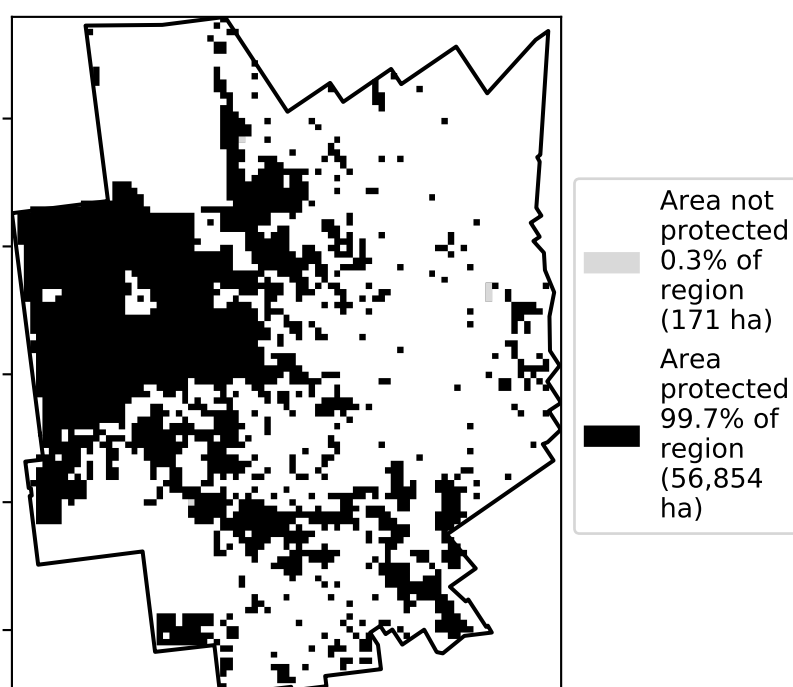 Area not
protected
0.3% of
region
(171 ha)
Area
protected
99.7% of
region
(56,854
ha)